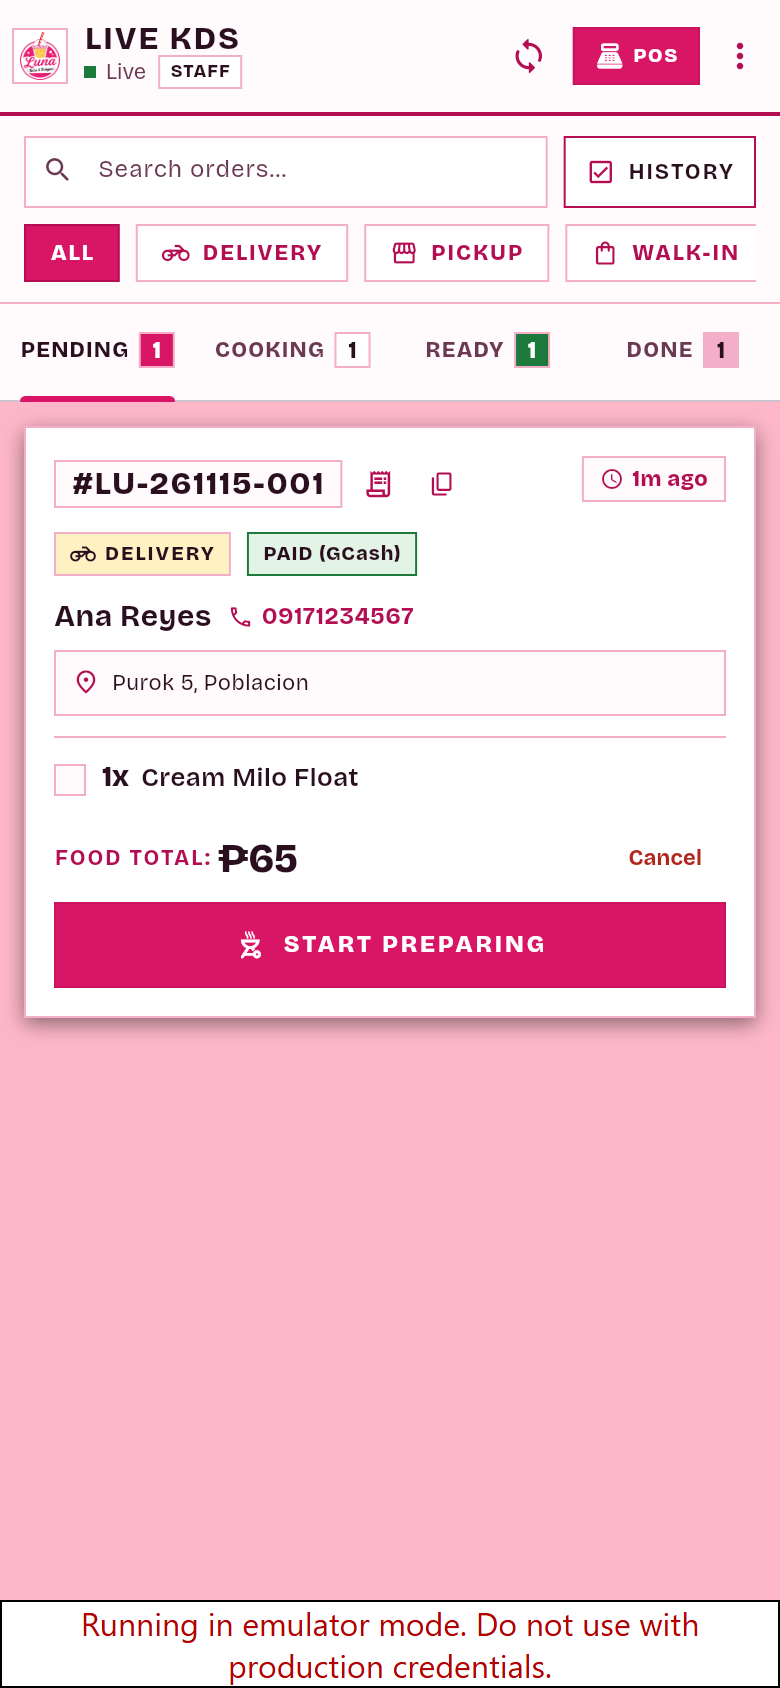 Luna
LIVE KDS
Live
STAFF
POS
Search orders...
HISTORY
ALL
DELIVERY
PICKUP
WALK-IN
PENDING 1
COOKING 1
READY 1
DONE 1
#LU-261115-001
1m ago
DELIVERY
PAID (GCash)
Ana Reyes
09171234567
Purok 5, Poblacion
1x Cream Milo Float
FOOD TOTAL: ₱65
Cancel
START PREPARING
Running in emulator mode. Do not use with
production credentials.